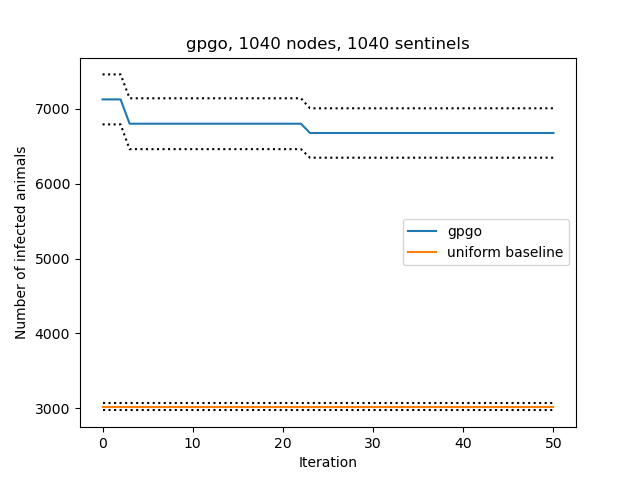 gpgo, 1040 nodes, 1040 sentinels
Number of infected animals
7000
6000
5000
4000
3000
gpgo
uniform baseline
0 10 20 30 40 50
Iteration